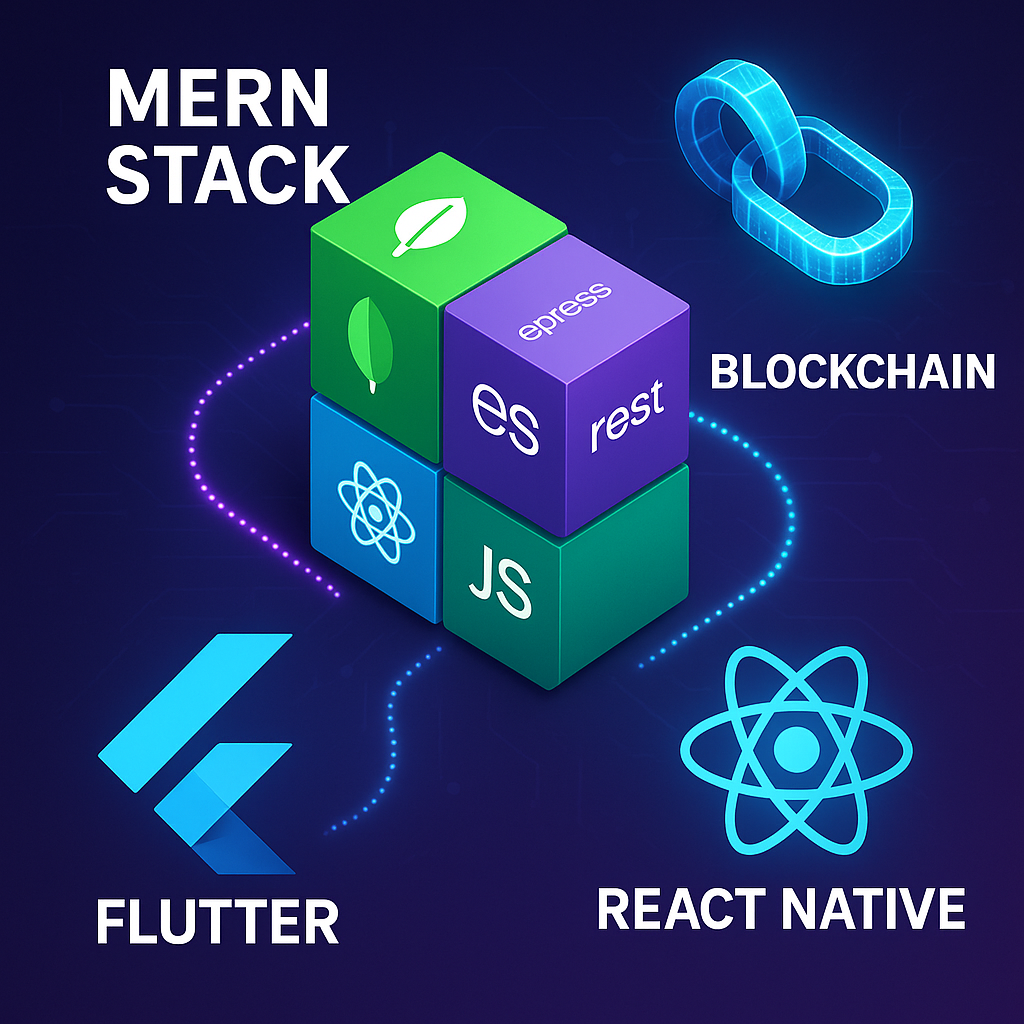 MERN
STACK
epress
es
rest
JS
BLOCKCHAIN
FLUTTER
REACT NATIVE